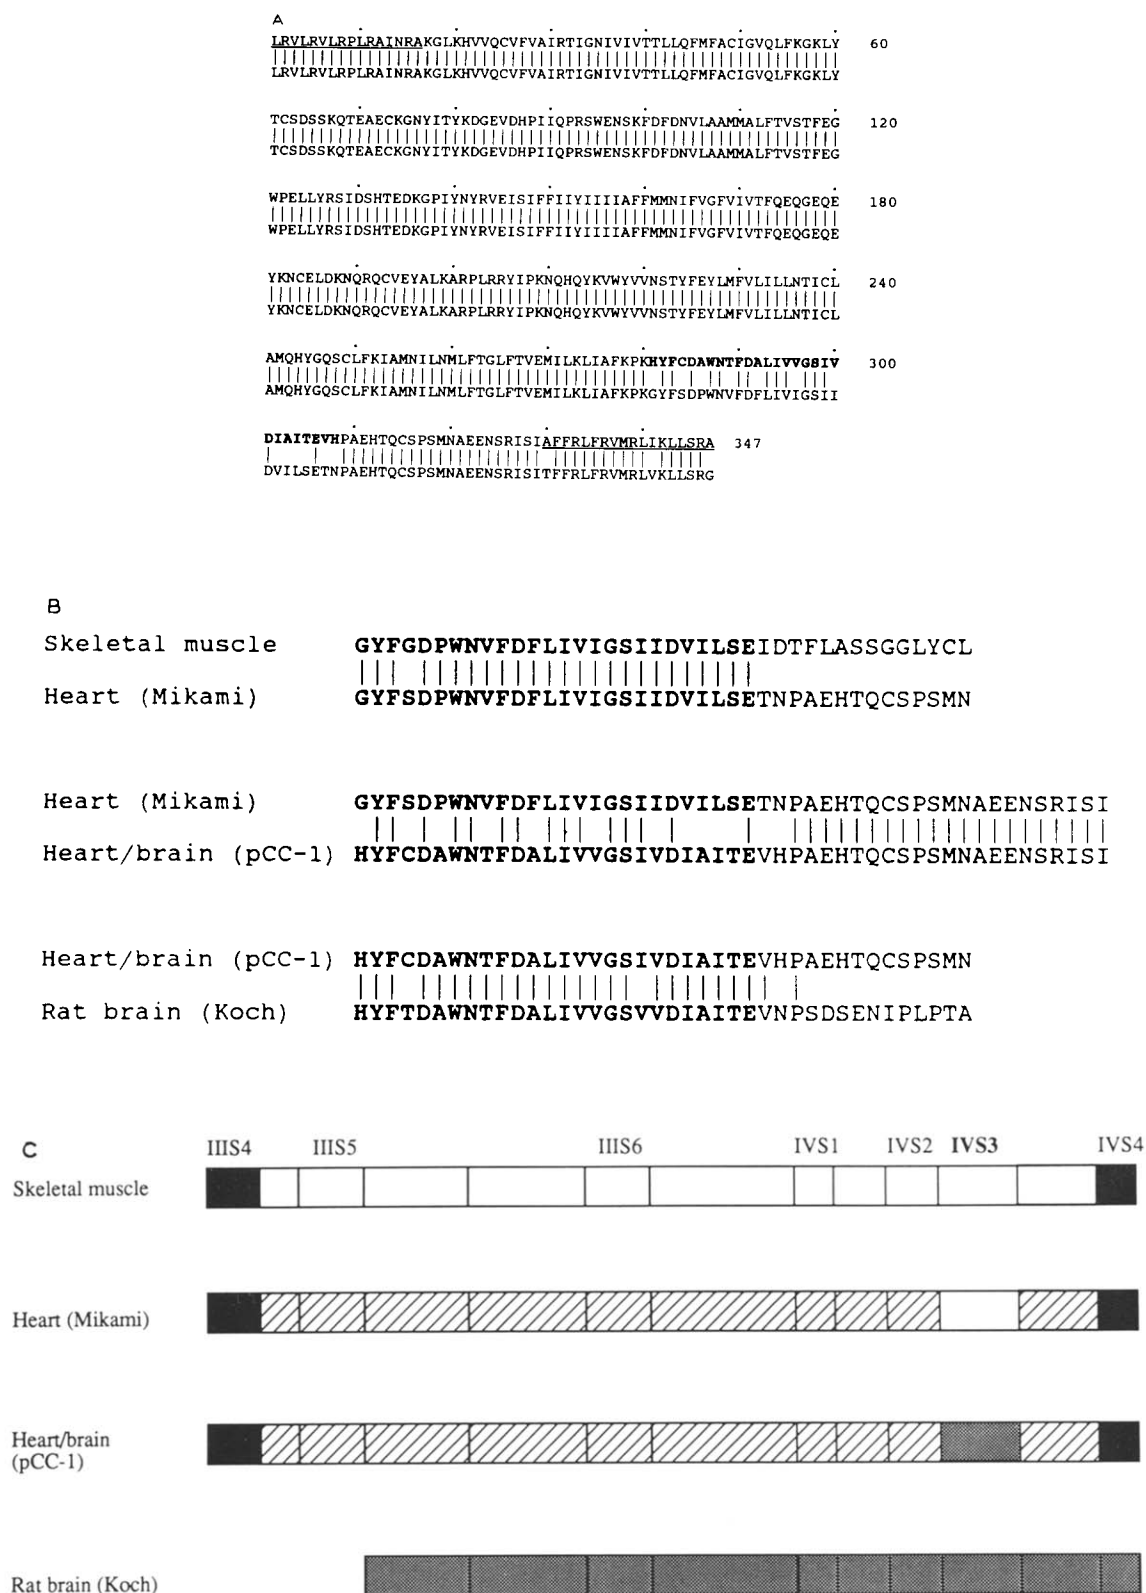 A
LRVLRVLRPLRAINRAKGLKHVVQCVFVAIRTIGNIVIVTTLLQFMFACIGVQLFKGKLY 60
LRVLRVLRPLRAINRAKGLKHVVQCVFVAIRTIGNIVIVTTLLQFMFACIGVQLFKGKLY
TCSDSSKQTEAECKGNYITYKDGEVDHPIIQPRSWENSKFDFDNVLAAMMALFTVSTFEG 120
TCSDSSKQTEAECKGNYITYKDGEVDHPIIQPRSWENSKFDFDNVLAAMMALFTVSTFEG
WPELLYRSIDSHTEDKGPIYNYRVEISIFFIIYIIIIAFFMMNIFVGFVIVTFQEQGEQE 180
WPELLYRSIDSHTEDKGPIYNYRVEISIFFIIYIIIIAFFMMNIFVGFVIVTFQEQGEQE
YKNCELDKNQRQCVEYALKARPLRRYIPKNQHQYKVWYVVNSTYFEYLMFVLILLNTICL 240
YKNCELDKNQRQCVEYALKARPLRRYIPKNQHQYKVWYVVNSTYFEYLMFVLILLNTICL
AMQHYGQSCLFKIAMNILNMLFTGLFTVEMILKLIAFKPKHYFCDAWNTFDALIVVGSIV 300
AMQHYGQSCLFKIAMNILNMLFTGLFTVEMILKLIAFKPKGYFSDPWNVFDFLIVIGSII
DIAITEVHPAEHTQCSPSMNAEENSRISIAFFRLFRVMRLIKLLSRA 347
DVILSETNPAEHTQCSPSMNAEENSRISITFFRLFRVMRLVKLLSRG
B
Skeletal muscle GYFGDPWNVFDFLIVIGSIIDVILSEIDTFLASSGGLYCL
Heart (Mikami) GYFSDPWNVFDFLIVIGSIIDVILSETNPAEHTQCSPSMN
Heart (Mikami) GYFSDPWNVFDFLIVIGSIIDVILSETNPAEHTQCSPSMNAEENSRISI
Heart/brain (pCC-1) HYFCDAWNTFDALIVVGSIVDIAITEVHPAEHTQCSPSMNAEENSRISI
Heart/brain (pCC-1) HYFCDAWNTFDALIVVGSIVDIAITEVHPAEHTQCSPSMN
Rat brain (Koch) HYFTDAWNTFDALIVVGSVVDIAITEVNPSDSENIPLPTA
C IIIS4 IIIS5 IIIS6 IVS1 IVS2 IVS3 IVS4
Skeletal muscle
Heart (Mikami)
Heart/brain
(pCC-1)
Rat brain (Koch)